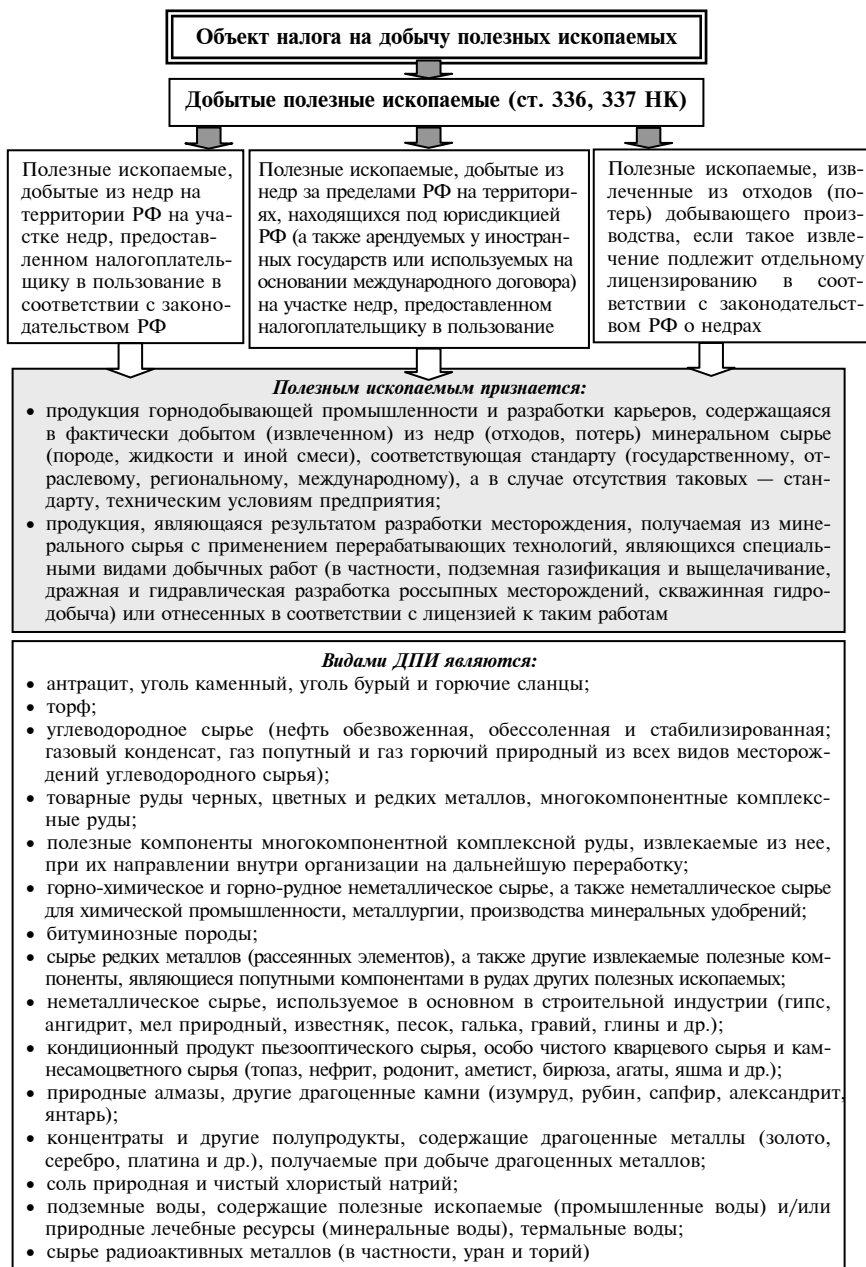 Объект налога на добычу полезных ископаемых
Добытые полезные ископаемые (ст. 336, 337 НК)
Полезные ископаемые,
добытые из недр на
территории РФ на уча-
стке недр, предостав-
ленном налогоплатель-
щику в пользование в
соответствии с законо-
дательством РФ
Полезные ископаемые, добытые из
недр за пределами РФ на территори-
ях, находящихся под юрисдикцией
РФ (а также арендуемых у иностран-
ных государств или используемых на
основании международного договора)
на участке недр, предоставленном
налогоплательщику в пользование
Полезные ископаемые, изв-
леченные из отходов (по-
терь) добывающего произ-
водства, если такое извле-
чение подлежит отдельному
лицензированию в соот-
ветствии с законодательст-
вом РФ о недрах
Полезным ископаемым признается:
• продукция горнодобывающей промышленности и разработки карьеров, содержащаяся
в фактически добытом (извлеченном) из недр (отходов, потерь) минеральном сырье
(породе, жидкости и иной смеси), соответствующая стандарту (государственному, от-
раслевому, региональному, международному), а в случае отсутствия таковых — стан-
дарту, техническим условиям предприятия;
• продукция, являющаяся результатом разработки месторождения, получаемая из мине-
рального сырья с применением перерабатывающих технологий, являющихся специаль-
ными видами добычных работ (в частности, подземная газификация и выщелачивание,
дражная и гидравлическая разработка россыпных месторождений, скважинная гидро-
добыча) или отнесенных в соответствии с лицензией к таким работам
Видами ДПИ являются:
• антрацит, уголь каменный, уголь бурый и горючие сланцы;
• торф;
• углеводородное сырье (нефть обезвоженная, обессоленная и стабилизированная;
газовый конденсат, газ попутный и газ горючий природный из всех видов месторож-
дений углеводородного сырья);
• товарные руды черных, цветных и редких металлов, многокомпонентные комплекс-
ные руды;
• полезные компоненты многокомпонентной комплексной руды, извлекаемые из нее,
при их направлении внутри организации на дальнейшую переработку;
• горно-химическое и горно-рудное неметаллическое сырье, а также неметаллическое сырье
для химической промышленности, металлургии, производства минеральных удобрений;
• битуминозные породы;
• сырье редких металлов (рассеянных элементов), а также другие извлекаемые полезные ком-
поненты, являющиеся попутными компонентами в рудах других полезных ископаемых;
• неметаллическое сырье, используемое в основном в строительной индустрии (гипс,
ангидрит, мел природный, известняк, песок, галька, гравий, глины и др.);
• кондиционный продукт пьезооптического сырья, особо чистого кварцевого сырья и кам-
несамоцветного сырья (топаз, нефрит, родонит, аметист, бирюза, агаты, яшма и др.);
• природные алмазы, другие драгоценные камни (изумруд, рубин, сапфир, александрит,
янтарь);
• концентраты и другие полупродукты, содержащие драгоценные металлы (золото,
серебро, платина и др.), получаемые при добыче драгоценных металлов;
• соль природная и чистый хлористый натрий;
• подземные воды, содержащие полезные ископаемые (промышленные воды) и/или
природные лечебные ресурсы (минеральные воды), термальные воды;
• сырье радиоактивных металлов (в частности, уран и торий)